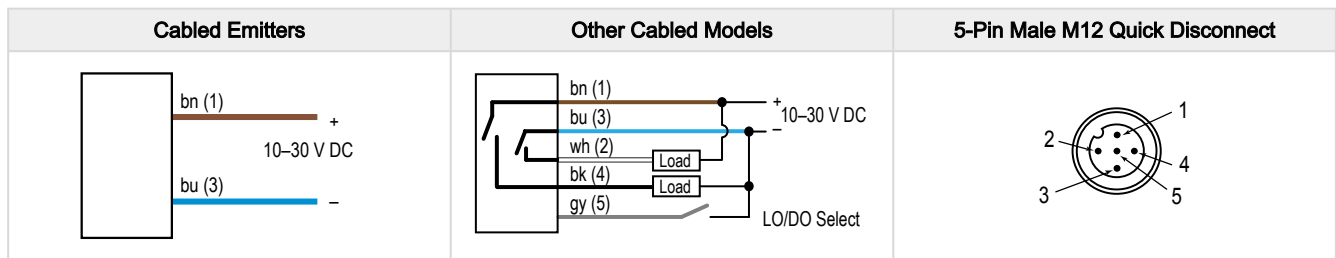 Cabled Emitters
Other Cabled Models
5-Pin Male M12 Quick Disconnect
bn (1)
+
10–30 V DC
bu (3)
–
bn (1)
+
10–30 V DC
bu (3)
–
wh (2)
Load
bk (4)
Load
gy (5)
LO/DO Select
1
2
4
3
5